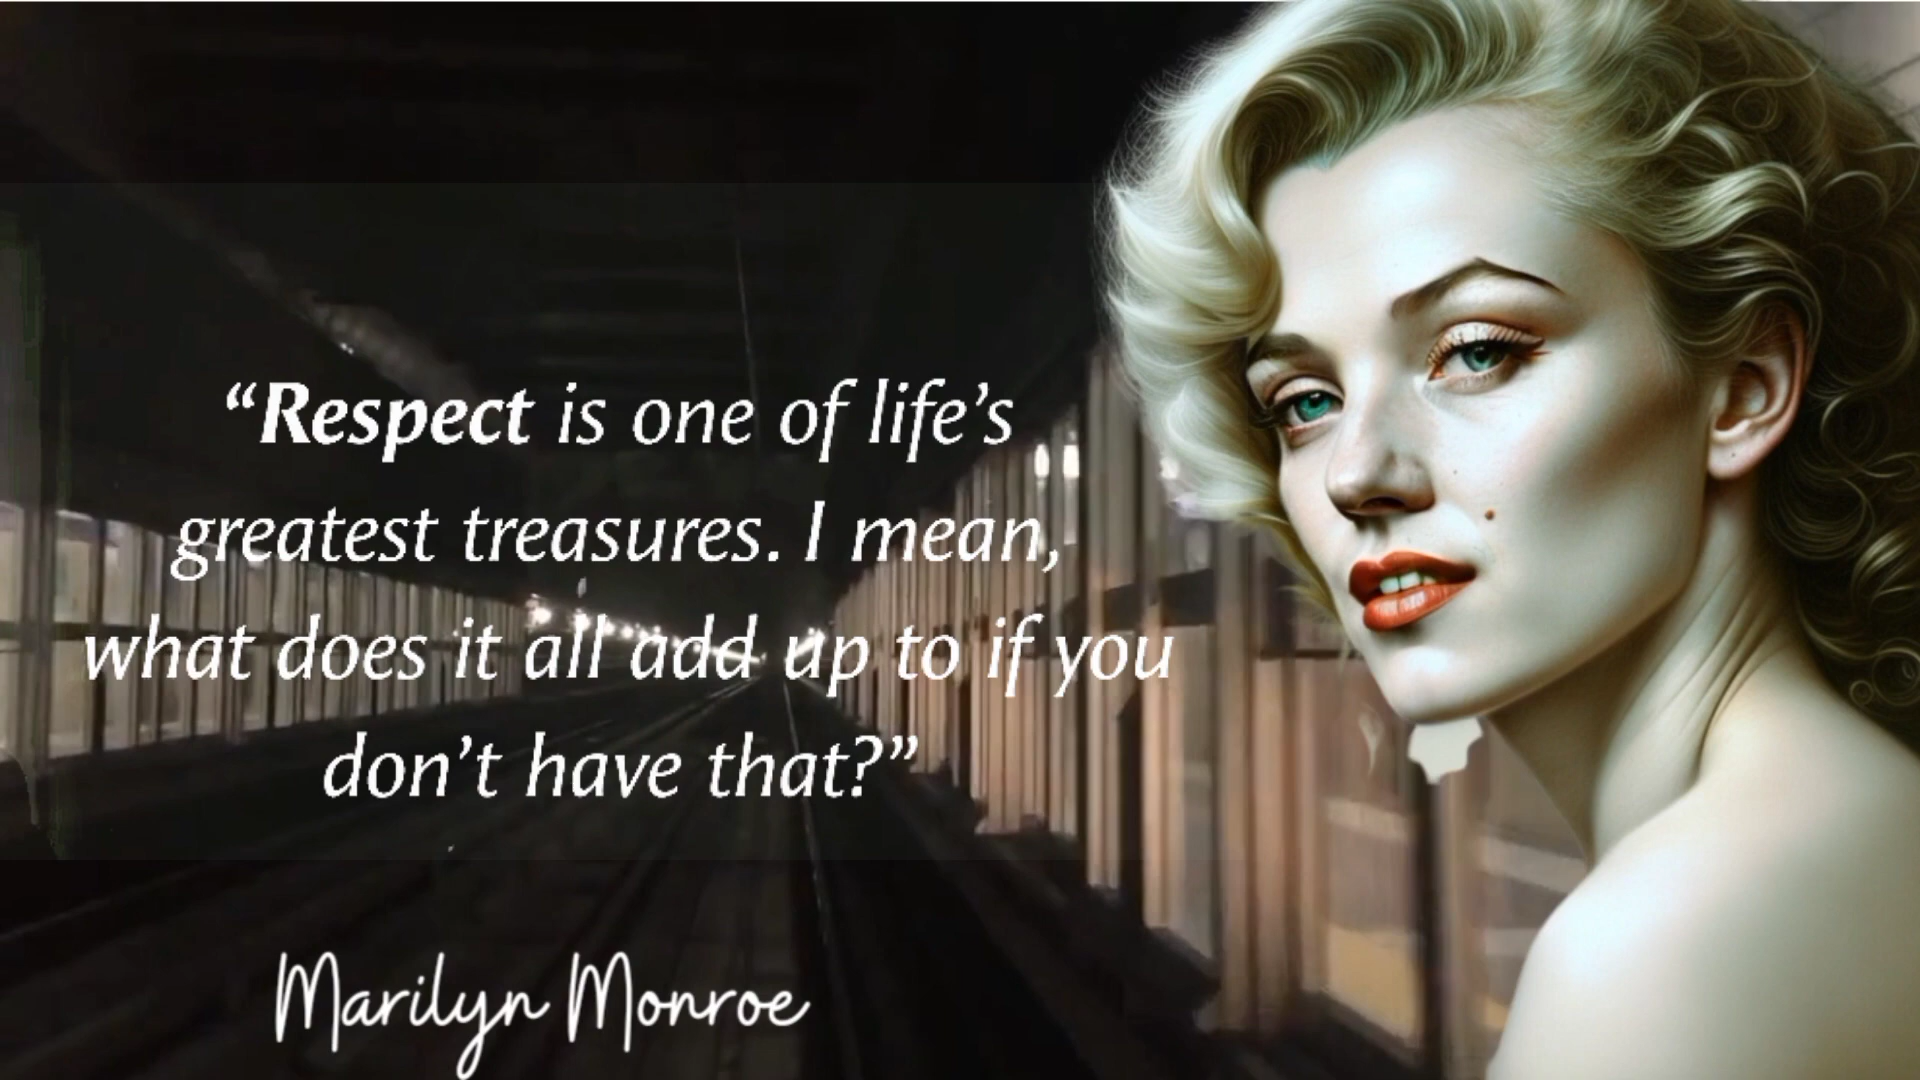 “Respect is one of life’s
greatest treasures. I mean,
what does it all add up to if you
don’t have that?”
Marilyn Monroe